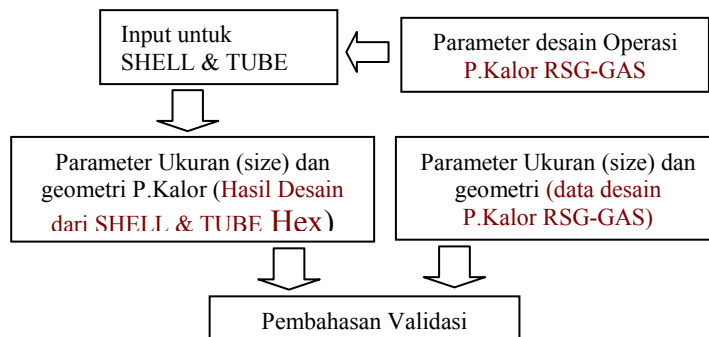 Input untuk
SHELL & TUBE
Parameter desain Operasi
P.Kalor RSG-GAS
Parameter Ukuran (size) dan
geometri P.Kalor (Hasil Desain
dari SHELL & TUBE Hex)
Parameter Ukuran (size) dan
geometri (data desain
P.Kalor RSG-GAS)
Pembahasan Validasi